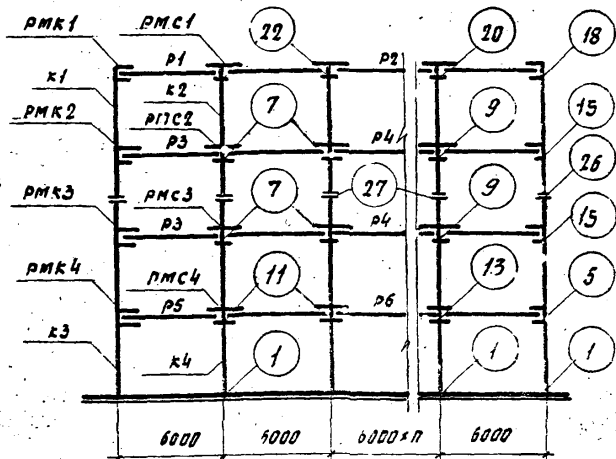 РМК1 РМС1 22 20 18
Р1 Р2
К1 К2
РМК2 РМС2 7 9 15
Р3 Р4
27 26
РМК3 РМС3
Р3 7 Р4 9 15
РМК4 РМС4 11 13 5
Р5 Р6
К3 К4 1 1 1
6000 6000 6000×п 6000